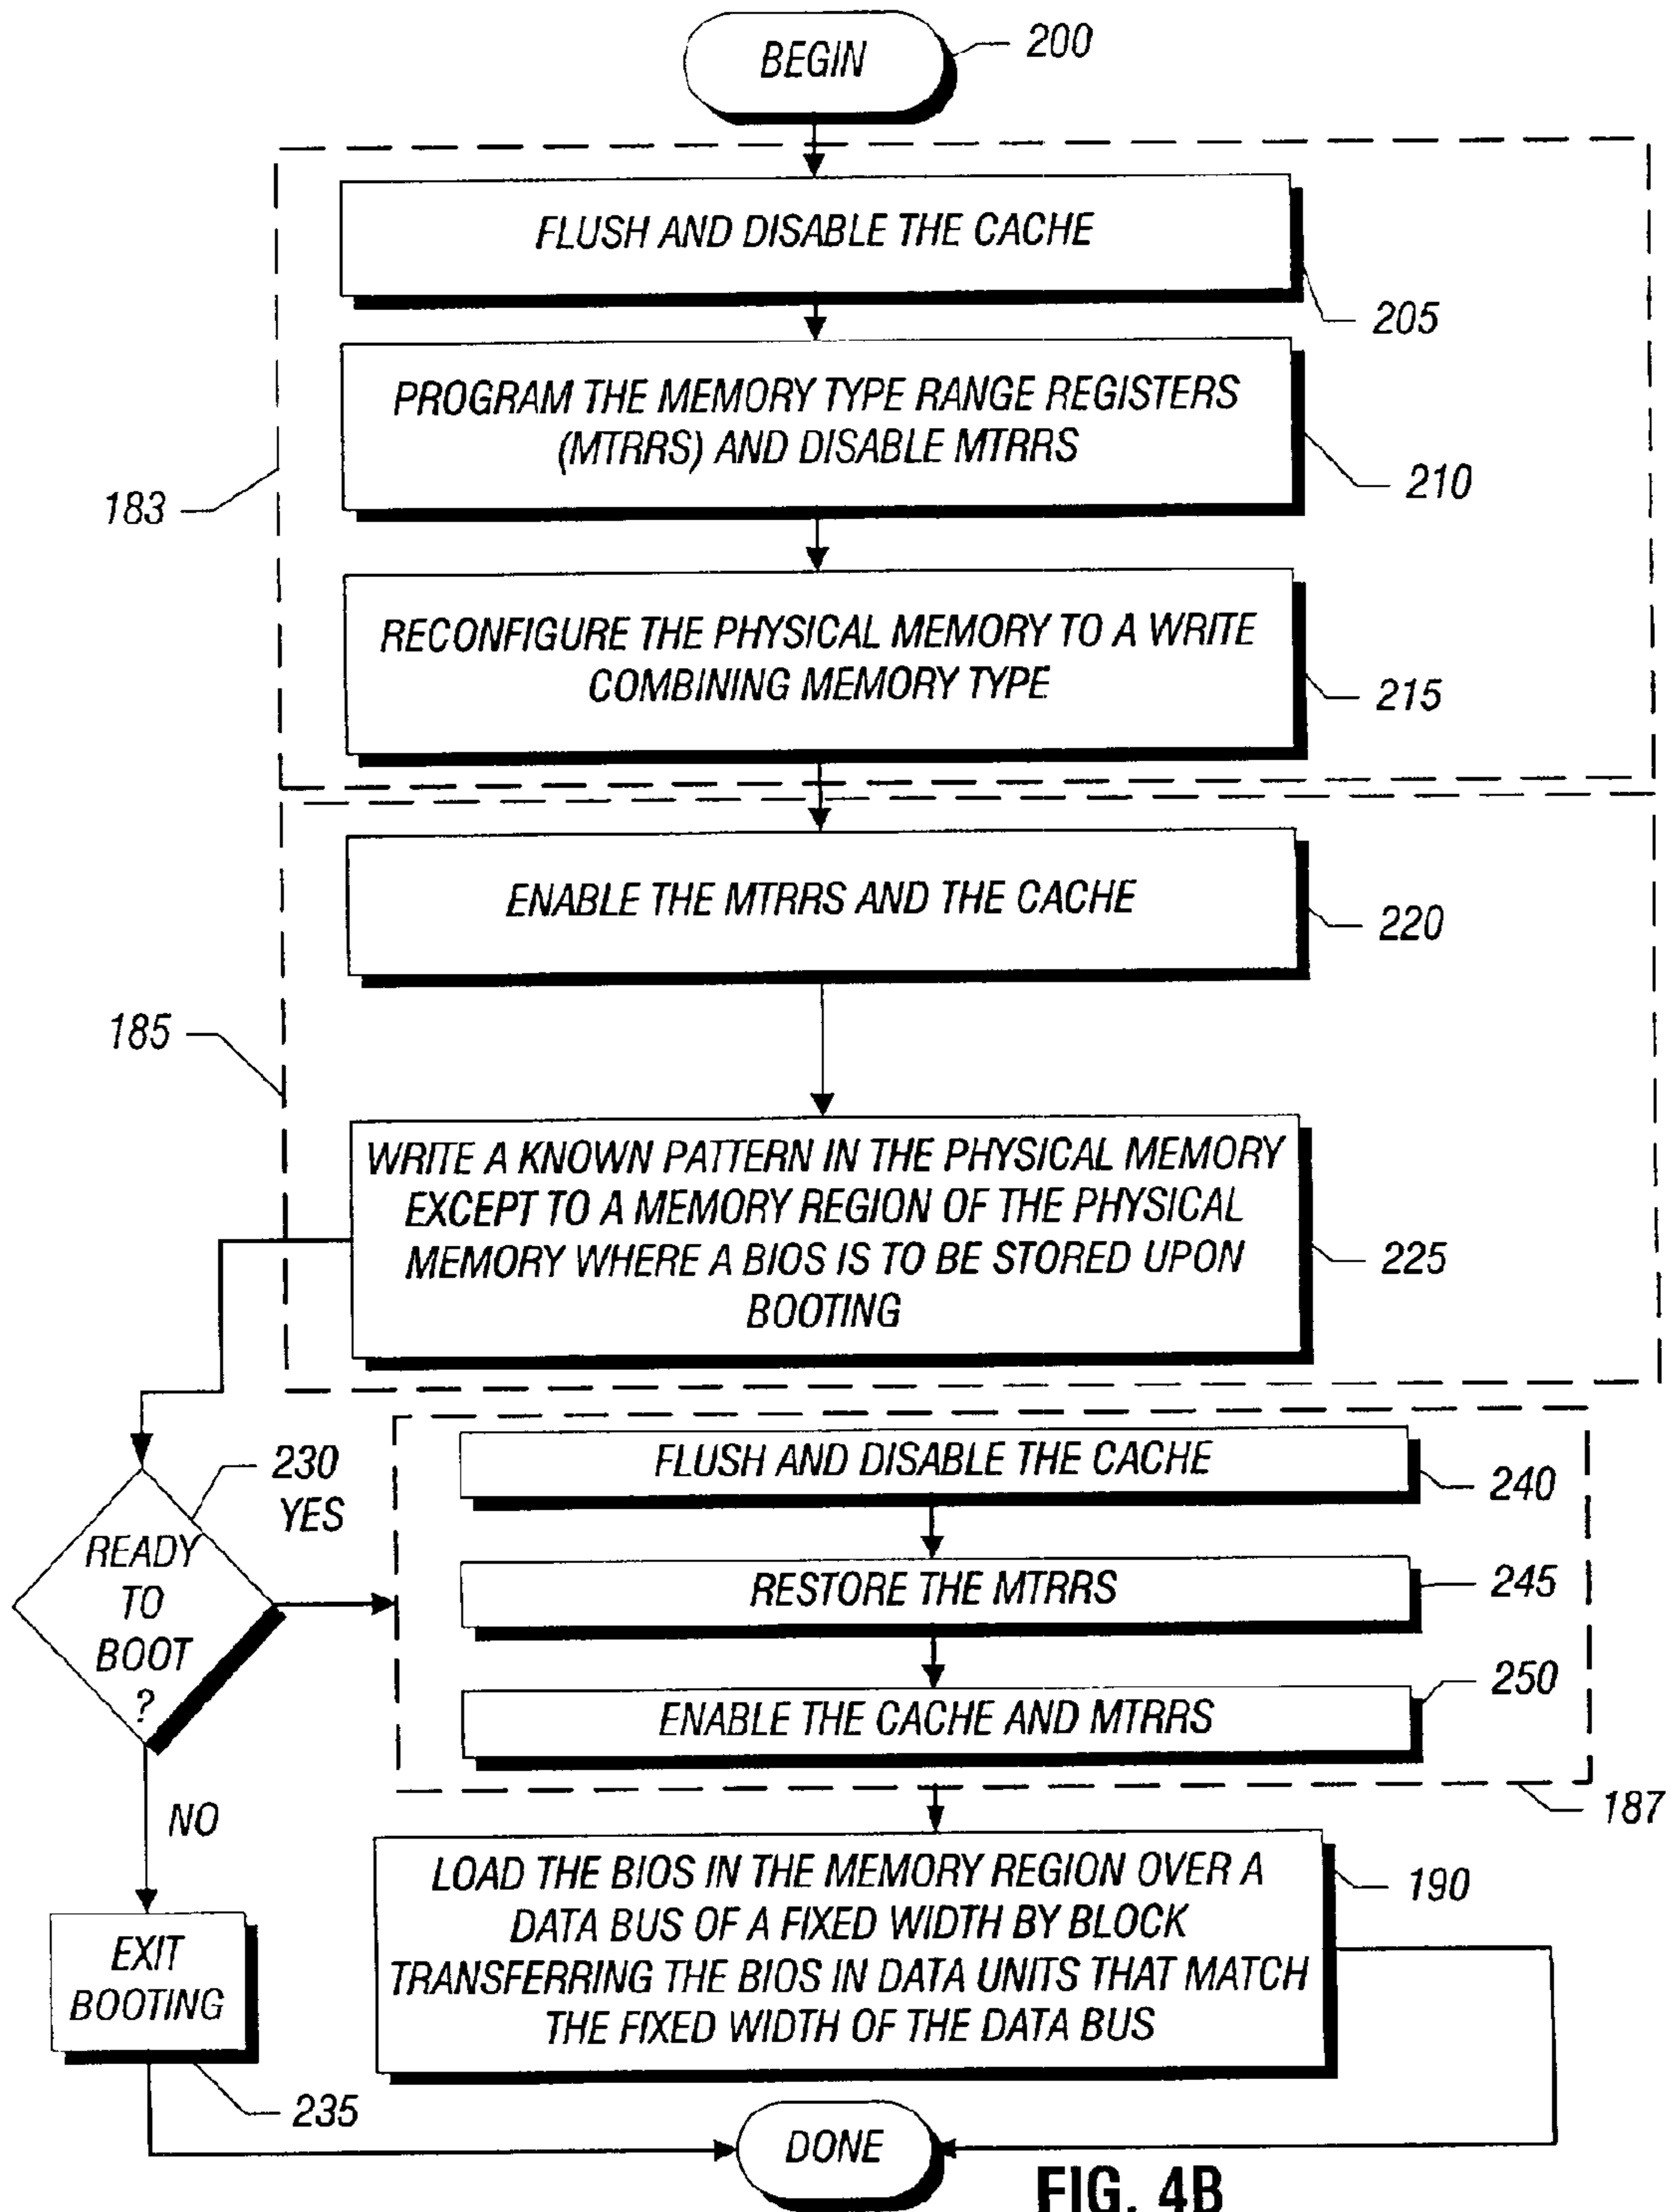 BEGIN
200
FLUSH AND DISABLE THE CACHE
205
PROGRAM THE MEMORY TYPE RANGE REGISTERS
(MTRRS) AND DISABLE MTRRS
210
183
RECONFIGURE THE PHYSICAL MEMORY TO A WRITE
COMBINING MEMORY TYPE
215
ENABLE THE MTRRS AND THE CACHE
220
185
WRITE A KNOWN PATTERN IN THE PHYSICAL MEMORY
EXCEPT TO A MEMORY REGION OF THE PHYSICAL
MEMORY WHERE A BIOS IS TO BE STORED UPON
BOOTING
225
230
YES
READY
TO
BOOT
?
NO
EXIT
BOOTING
235
FLUSH AND DISABLE THE CACHE
240
RESTORE THE MTRRS
245
ENABLE THE CACHE AND MTRRS
250
187
LOAD THE BIOS IN THE MEMORY REGION OVER A
DATA BUS OF A FIXED WIDTH BY BLOCK
TRANSFERRING THE BIOS IN DATA UNITS THAT MATCH
THE FIXED WIDTH OF THE DATA BUS
190
DONE
FIG. 4B